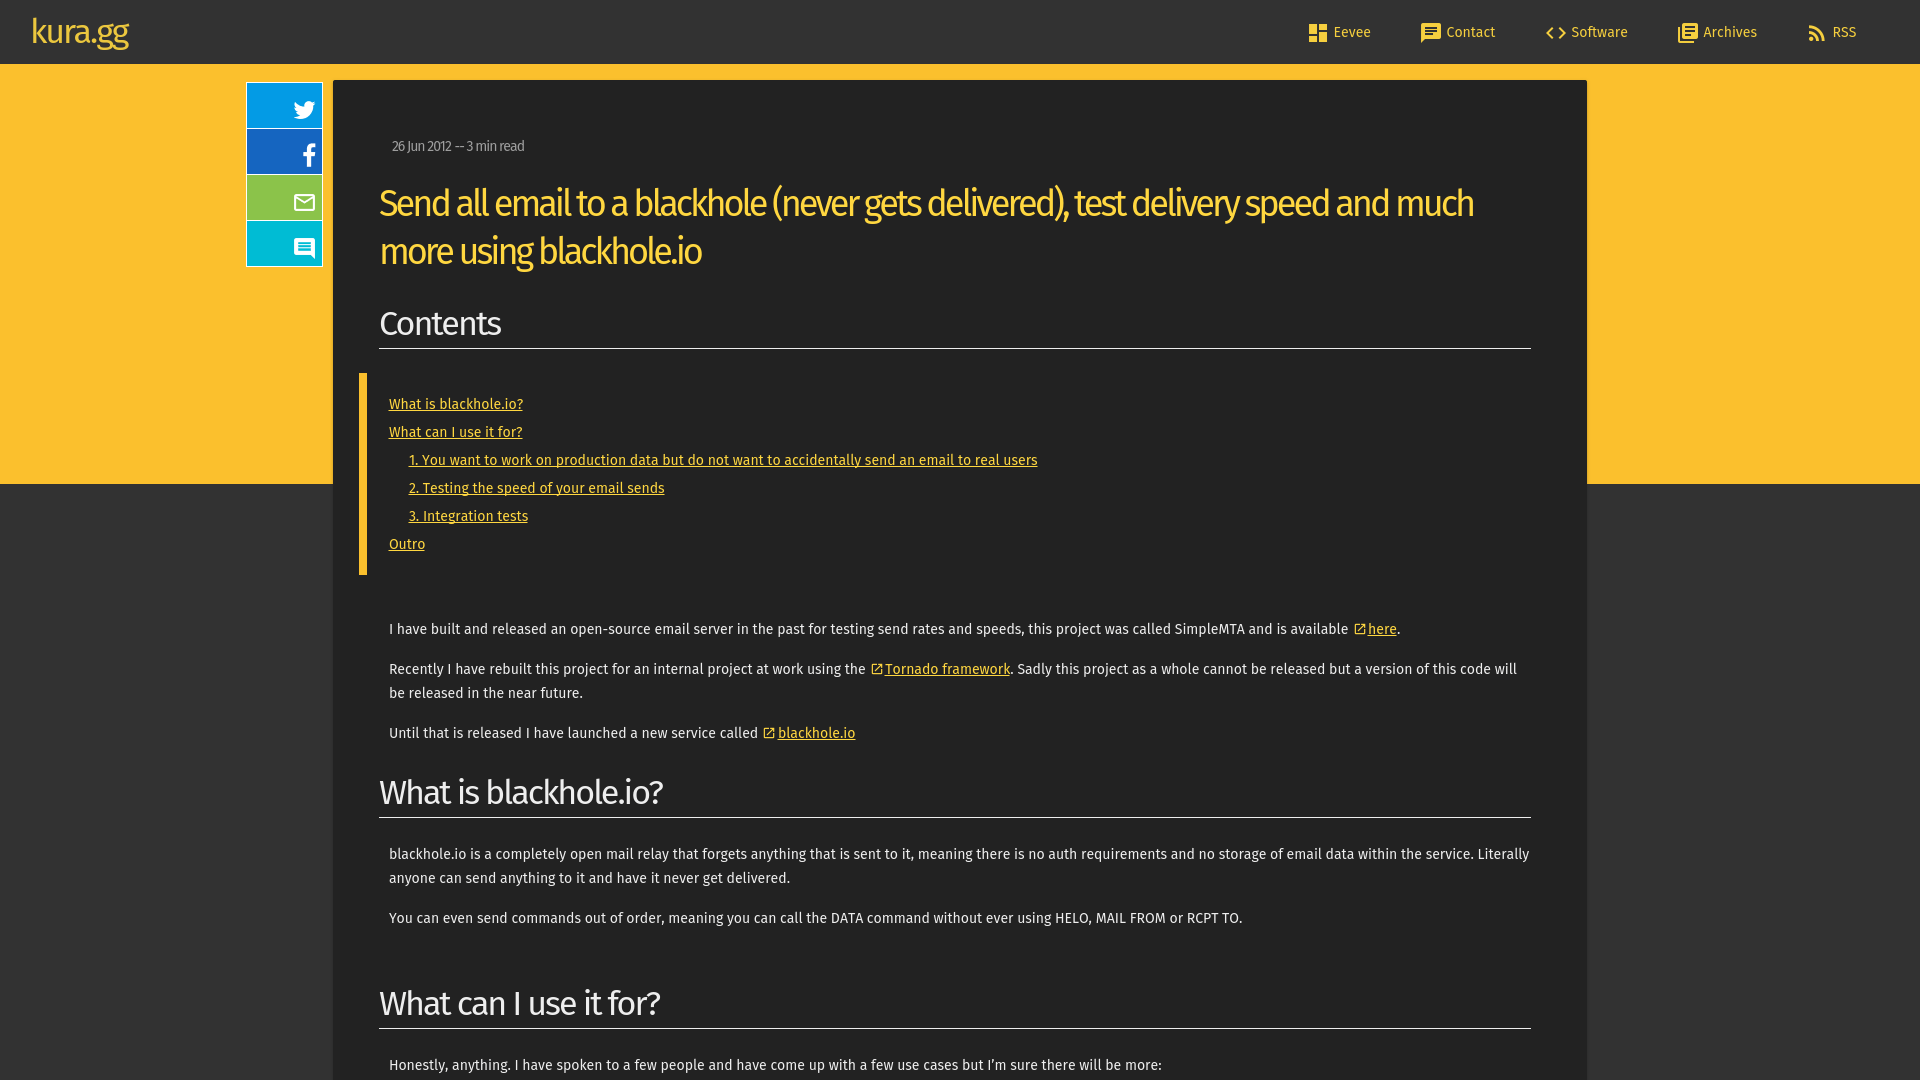 kura.gg
Eevee
Contact
Software
Archives
RSS
26 Jun 2012 -- 3 min read
Send all email to a blackhole (never gets delivered), test delivery speed and much
more using blackhole.io
Contents
What is blackhole.io?
What can I use it for?
1. You want to work on production data but do not want to accidentally send an email to real users
2. Testing the speed of your email sends
3. Integration tests
Outro
I have built and released an open-source email server in the past for testing send rates and speeds, this project was called SimpleMTA and is available here.
Recently I have rebuilt this project for an internal project at work using the Tornado framework. Sadly this project as a whole cannot be released but a version of this code will
be released in the near future.
Until that is released I have launched a new service called blackhole.io
What is blackhole.io?
blackhole.io is a completely open mail relay that forgets anything that is sent to it, meaning there is no auth requirements and no storage of email data within the service. Literally
anyone can send anything to it and have it never get delivered.
You can even send commands out of order, meaning you can call the DATA command without ever using HELO, MAIL FROM or RCPT TO.
What can I use it for?
Honestly, anything. I have spoken to a few people and have come up with a few use cases but I’m sure there will be more: